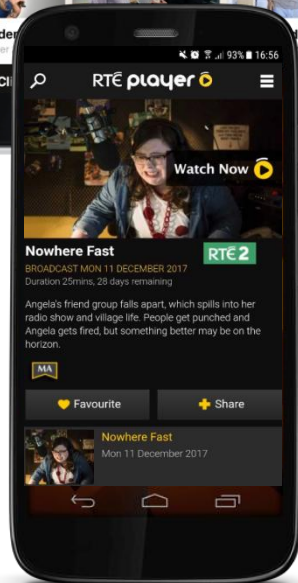 93% 16:56
RTÉ player
Watch Now
Nowhere Fast
RTÉ2
BROADCAST MON 11 DECEMBER 2017
Duration 25mins, 28 days remaining
Angela's friend group falls apart, which spills into her
radio show and village life. People get punched and
Angela gets fired, but something better may be on the
horizon.
MA
Favourite
Share
Nowhere Fast
Mon 11 December 2017